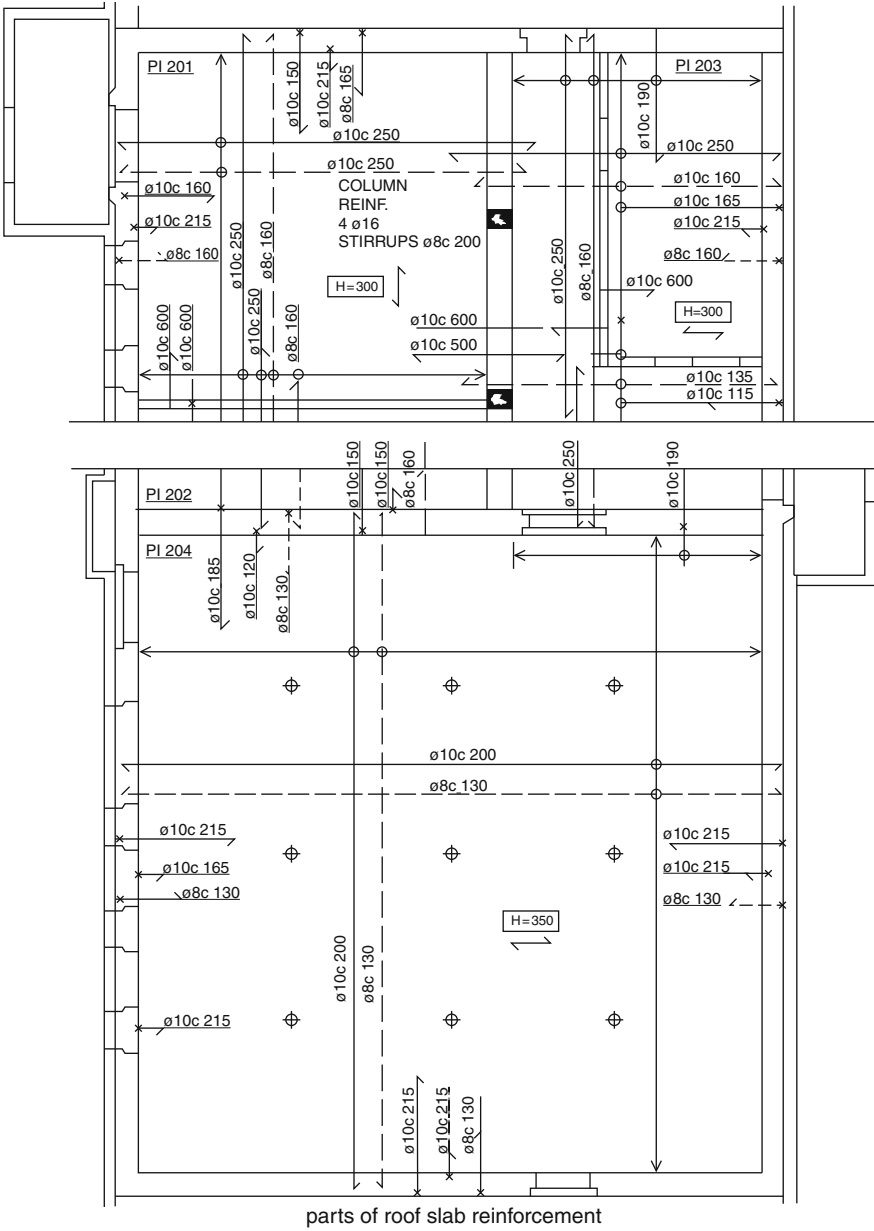 PI 201
ø10c 150
ø10c 215
ø8c 165
PI 203
ø10c 190
ø10c 250
ø10c 250
ø10c 250
ø10c 160
ø10c 160
ø10c 165
COLUMN
REINF.
4 ø16
STIRRUPS ø8c 200
ø10c 215
ø10c 215
ø8c 160
ø8c 160
ø10c 250
ø8c 160
ø10c 250
ø8c 160
ø10c 600
H=300
H=300
ø10c 600
ø10c 600
ø10c 250
ø8c 160
ø10c 600
ø10c 500
ø10c 135
ø10c 115
PI 202
ø10c 150
ø10c 150
ø8c 160
ø10c 250
ø10c 190
PI 204
ø10c 185
ø10c 120
ø8c 130
ø10c 200
ø8c 130
ø10c 215
ø10c 215
ø10c 165
ø10c 215
ø8c 130
ø8c 130
H=350
ø10c 200
ø8c 130
ø10c 215
ø10c 215
ø10c 215
ø8c 130
parts of roof slab reinforcement